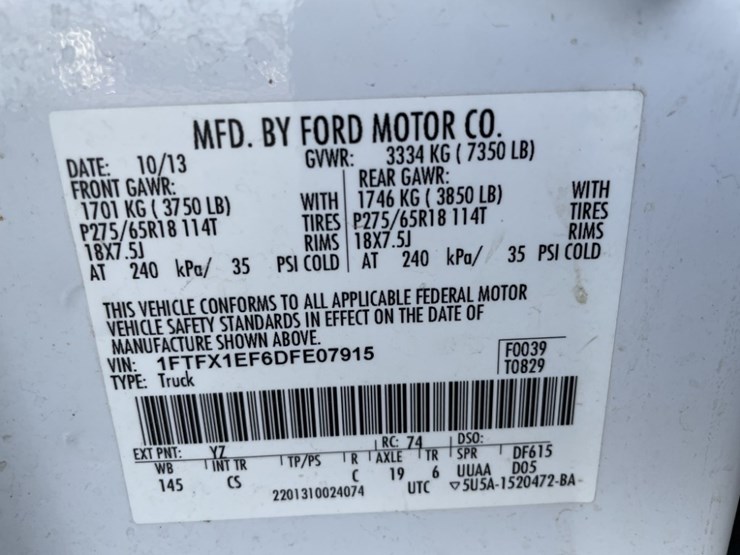 MFD. BY FORD MOTOR CO.
DATE: 10/13 GVWR: 3334 KG ( 7350 LB)
FRONT GAWR: REAR GAWR:
1701 KG ( 3750 LB) WITH 1746 KG ( 3850 LB) WITH
P275/65R18 114T TIRES P275/65R18 114T TIRES
18X7.5J RIMS 18X7.5J RIMS
AT 240 kPa/ 35 PSI COLD AT 240 kPa/ 35 PSI COLD
THIS VEHICLE CONFORMS TO ALL APPLICABLE FEDERAL MOTOR
VEHICLE SAFETY STANDARDS IN EFFECT ON THE DATE OF
MANUFACTURE SHOWN ABOVE.
VIN: 1FTFX1EF6DFE07915 F0039
TYPE: Truck T0829
EXT PNT: YZ RC: 74 DSO:
WB INT TR TP/PS R AXLE TR SPR DF615
145 CS C 19 6 UUAA D05
2201310024074 UTC ▽5U5A-1520472-BA